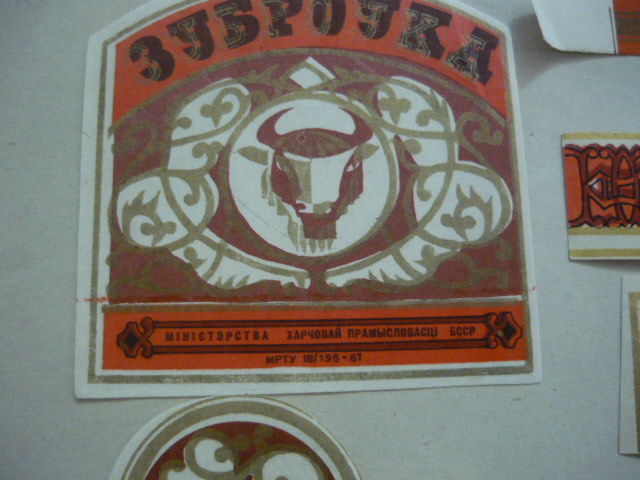 ЗУБРОЎКА
МІНІСТЭРСТВА ХАРЧОВАЙ ПРАМЫСЛОВАСЦІ БССР
МРТУ 18/195-67